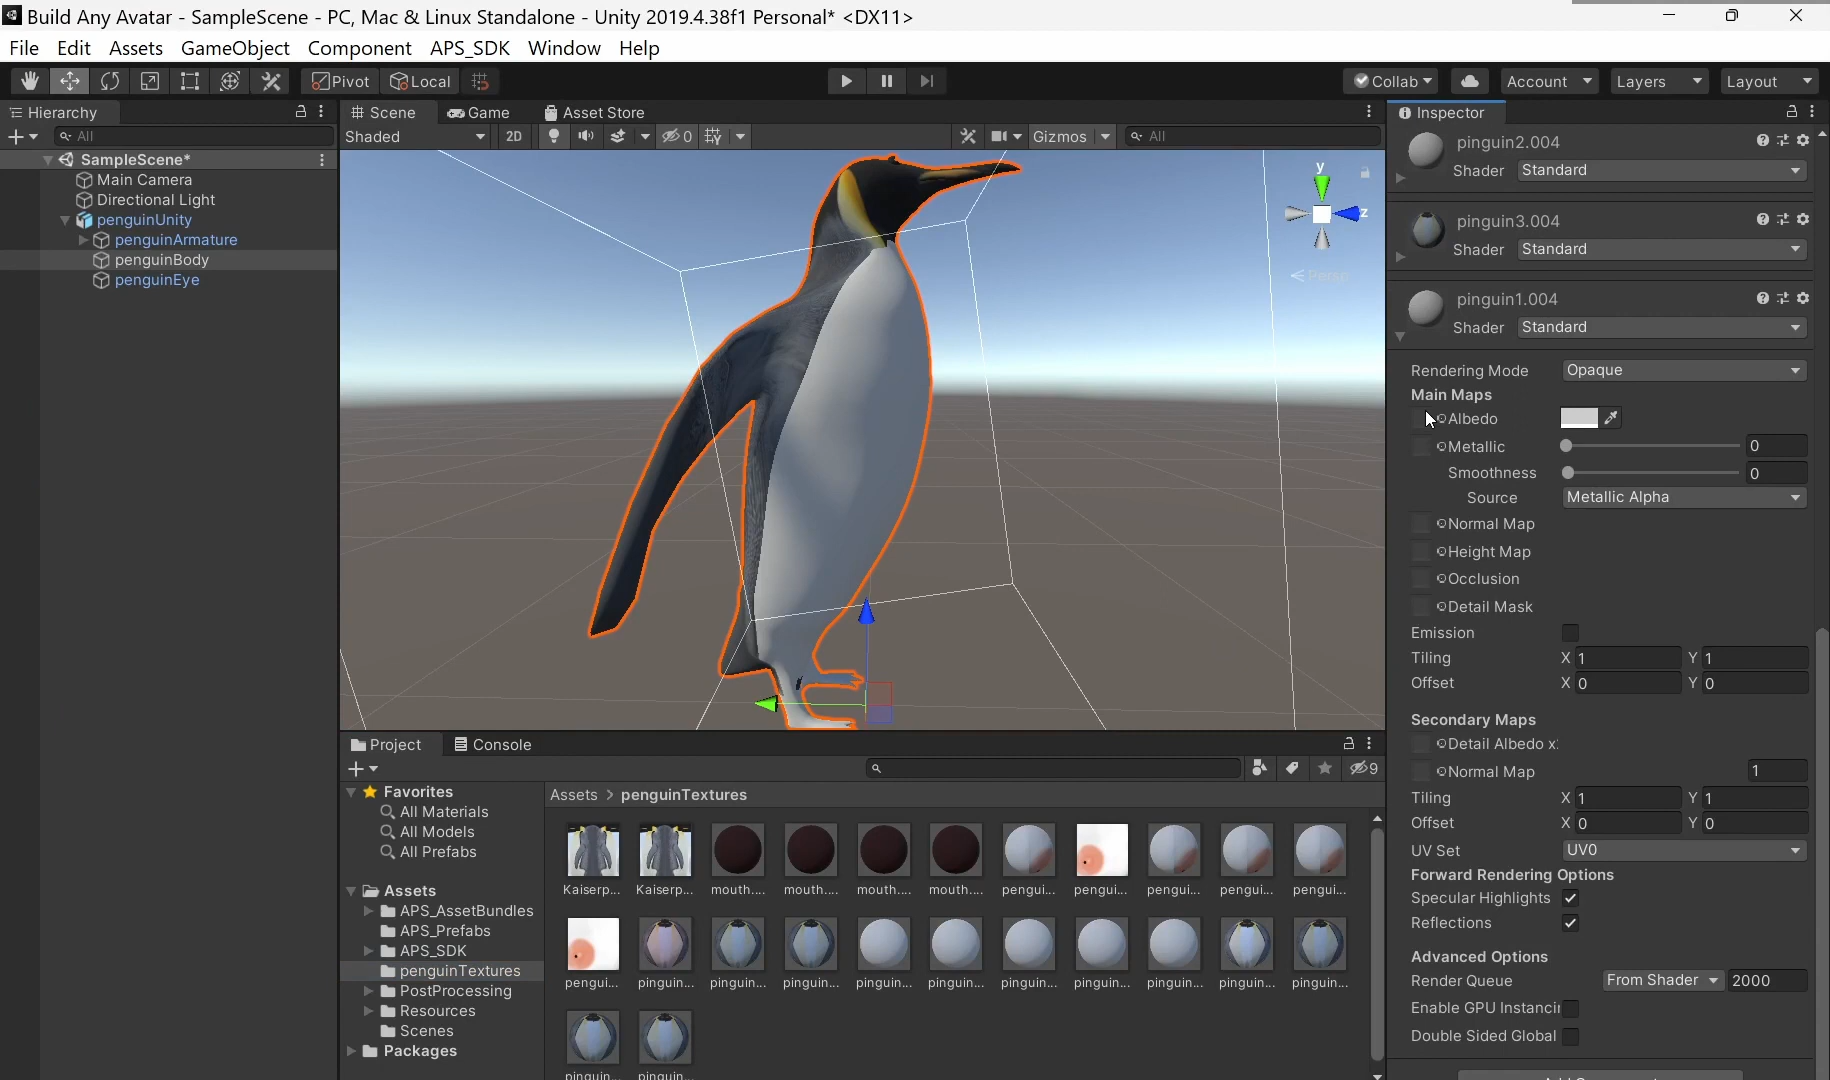 Build Any Avatar - SampleScene - PC, Mac & Linux Standalone - Unity 2019.4.38f1 Personal* <DX11>
File Edit Assets GameObject Component APS_SDK Window Help
Pivot Local Collab Account Layers Layout
Hierarchy Scene Game Asset Store Inspector
All Shaded 2D 0 Gizmos All
SampleScene*
Main Camera
Directional Light
penguinUnity
penguinArmature
penguinBody
penguinEye
y
z
Persp
pinguin2.004
Shader Standard
pinguin3.004
Shader Standard
pinguin1.004
Shader Standard
Rendering Mode Opaque
Main Maps
Albedo
Metallic 0
Smoothness 0
Source Metallic Alpha
Normal Map
Height Map
Occlusion
Detail Mask
Emission
Tiling X 1 Y 1
Offset X 0 Y 0
Secondary Maps
Detail Albedo x
Normal Map 1
Tiling X 1 Y 1
Offset X 0 Y 0
UV Set UV0
Forward Rendering Options
Specular Highlights
Reflections
Advanced Options
Render Queue From Shader 2000
Enable GPU Instancin
Double Sided Global
Project Console
9
Favorites
All Materials
All Models
All Prefabs
Assets
APS_AssetBundles
APS_Prefabs
APS_SDK
penguinTextures
PostProcessing
Resources
Scenes
Packages
Assets > penguinTextures
Kaiserp... Kaiserp... mouth.... mouth.... mouth.... mouth.... pengui... pengui... pengui... pengui... pengui...
pengui... pinguin... pinguin... pinguin... pinguin... pinguin... pinguin... pinguin... pinguin... pinguin... pinguin...
pinguin... pinguin...